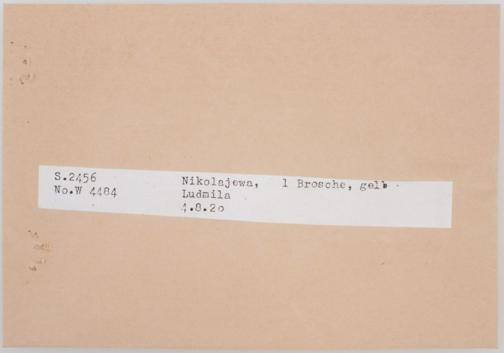 S.2456 Nikolajewa, 1 Brosche, gelb
No.W 4484 Ludmila
4.8.20